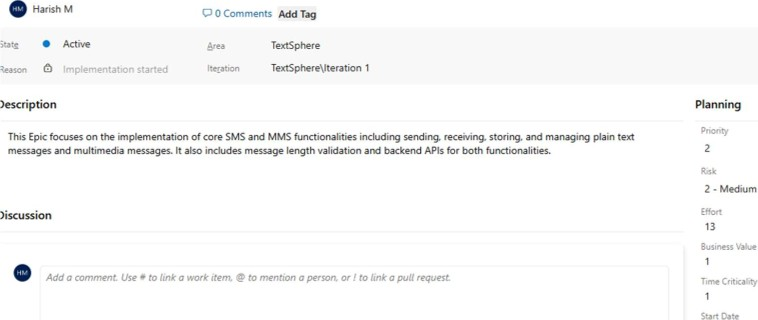 HM Harish M
0 Comments Add Tag
State Active Area TextSphere
Reason Implementation started Iteration TextSphere\Iteration 1
Description
Planning
This Epic focuses on the implementation of core SMS and MMS functionalities including sending, receiving, storing, and managing plain text
messages and multimedia messages. It also includes message length validation and backend APIs for both functionalities.
Priority
2
Risk
2 - Medium
Effort
13
Business Value
1
Time Criticality
1
Start Date
Discussion
HM Add a comment. Use # to link a work item, @ to mention a person, or ! to link a pull request.